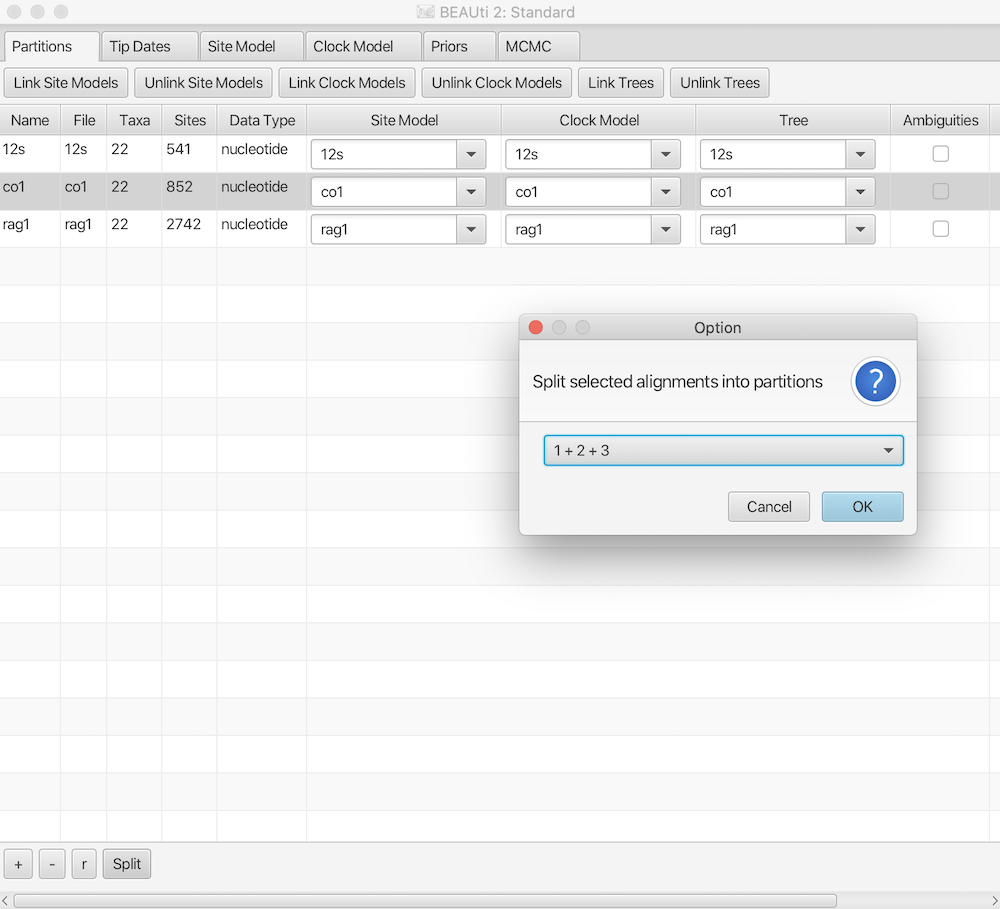 BEAUti 2: Standard
Partitions Tip Dates Site Model Clock Model Priors MCMC
Link Site Models Unlink Site Models Link Clock Models Unlink Clock Models Link Trees Unlink Trees
Name File Taxa Sites Data Type Site Model Clock Model Tree Ambiguities
12s 12s 22 541 nucleotide 12s 12s 12s
co1 co1 22 852 nucleotide co1 co1 co1
rag1 rag1 22 2742 nucleotide rag1 rag1 rag1
Option
Split selected alignments into partitions
?
1 + 2 + 3
Cancel OK
+ - r Split